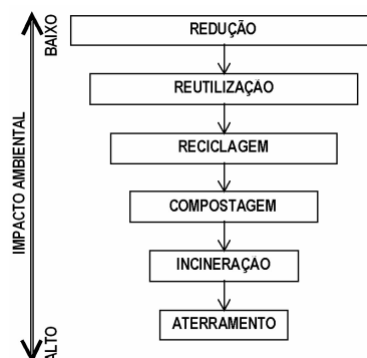 BAIXO
REDUÇÃO
REUTILIZAÇÃO
RECICLAGEM
IMPACTO AMBIENTAL
COMPOSTAGEM
INCINERAÇÃO
ATERRAMENTO
ALTO